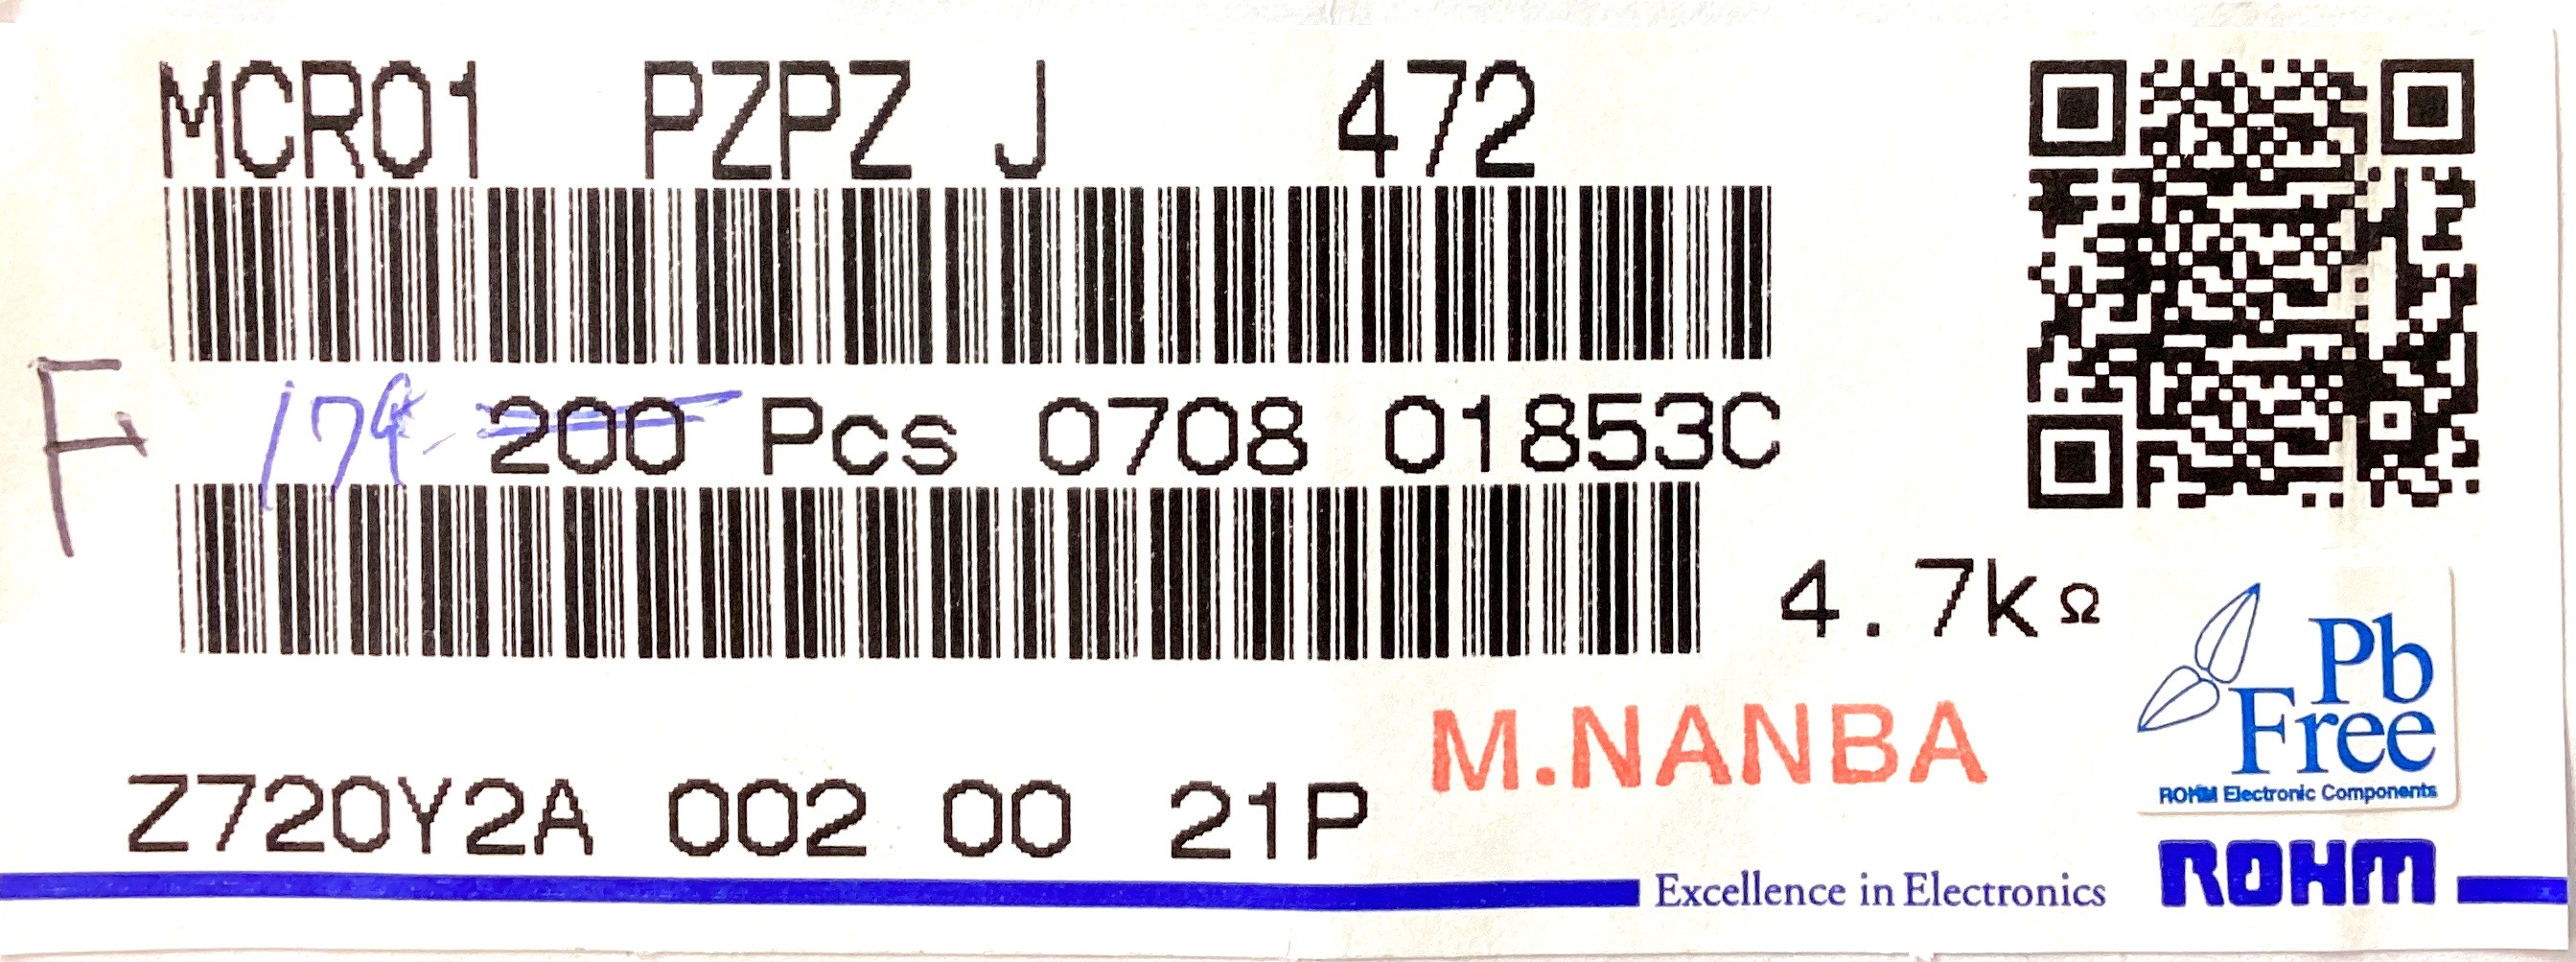 MCR01 PZPZ J 472
F 179 200 Pcs 0708 01853C
4.7kΩ
Pb
Free
ROHM Electronic Components
M.NANBA
Z720Y2A 002 00 21P
Excellence in Electronics ROHM